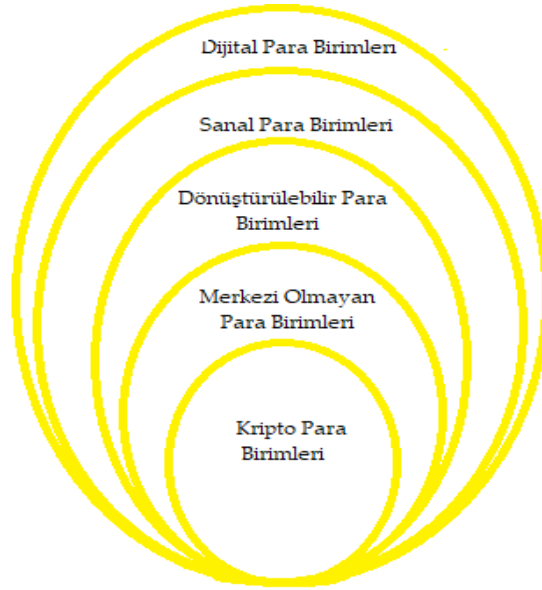 Dijital Para Birimleri
Sanal Para Birimleri
Dönüştürülebilir Para
Birimleri
Merkezi Olmayan
Para Birimleri
Kripto Para
Birimleri